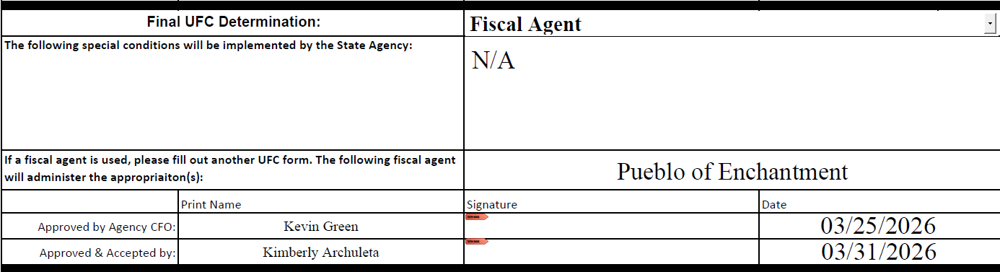 Final UFC Determination:
Fiscal Agent
The following special conditions will be implemented by the State Agency:
N/A
If a fiscal agent is used, please fill out another UFC form. The following fiscal agent
will administer the appropriaiton(s):
Pueblo of Enchantment
Print Name
Signature
Date
Approved by Agency CFO:
Kevin Green
03/25/2026
Approved & Accepted by:
Kimberly Archuleta
03/31/2026